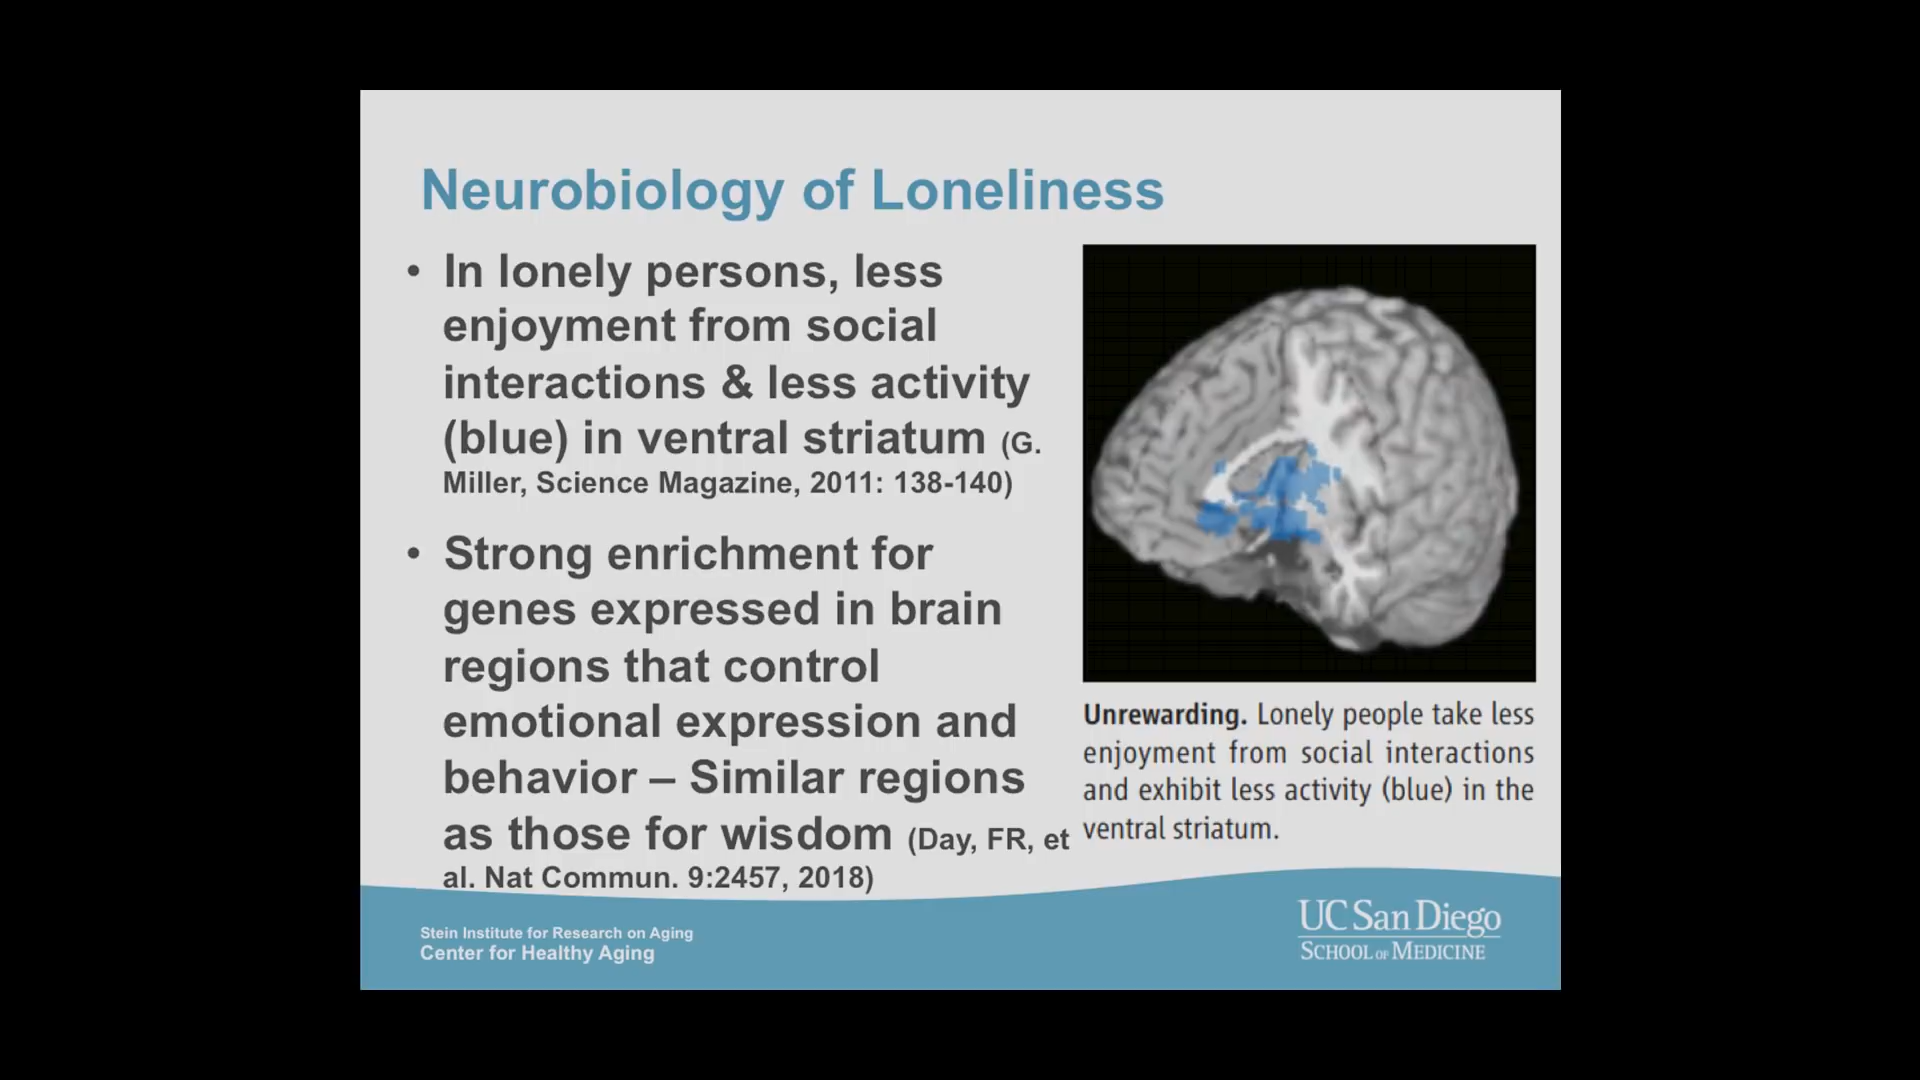 Neurobiology of Loneliness
• In lonely persons, less
enjoyment from social
interactions & less activity
(blue) in ventral striatum (G.
Miller, Science Magazine, 2011: 138-140)
• Strong enrichment for
genes expressed in brain
regions that control
emotional expression and
behavior – Similar regions
as those for wisdom (Day, FR, et
al. Nat Commun. 9:2457, 2018)
Unrewarding. Lonely people take less
enjoyment from social interactions
and exhibit less activity (blue) in the
ventral striatum.
Stein Institute for Research on Aging
Center for Healthy Aging
UC San Diego
SCHOOL OF MEDICINE